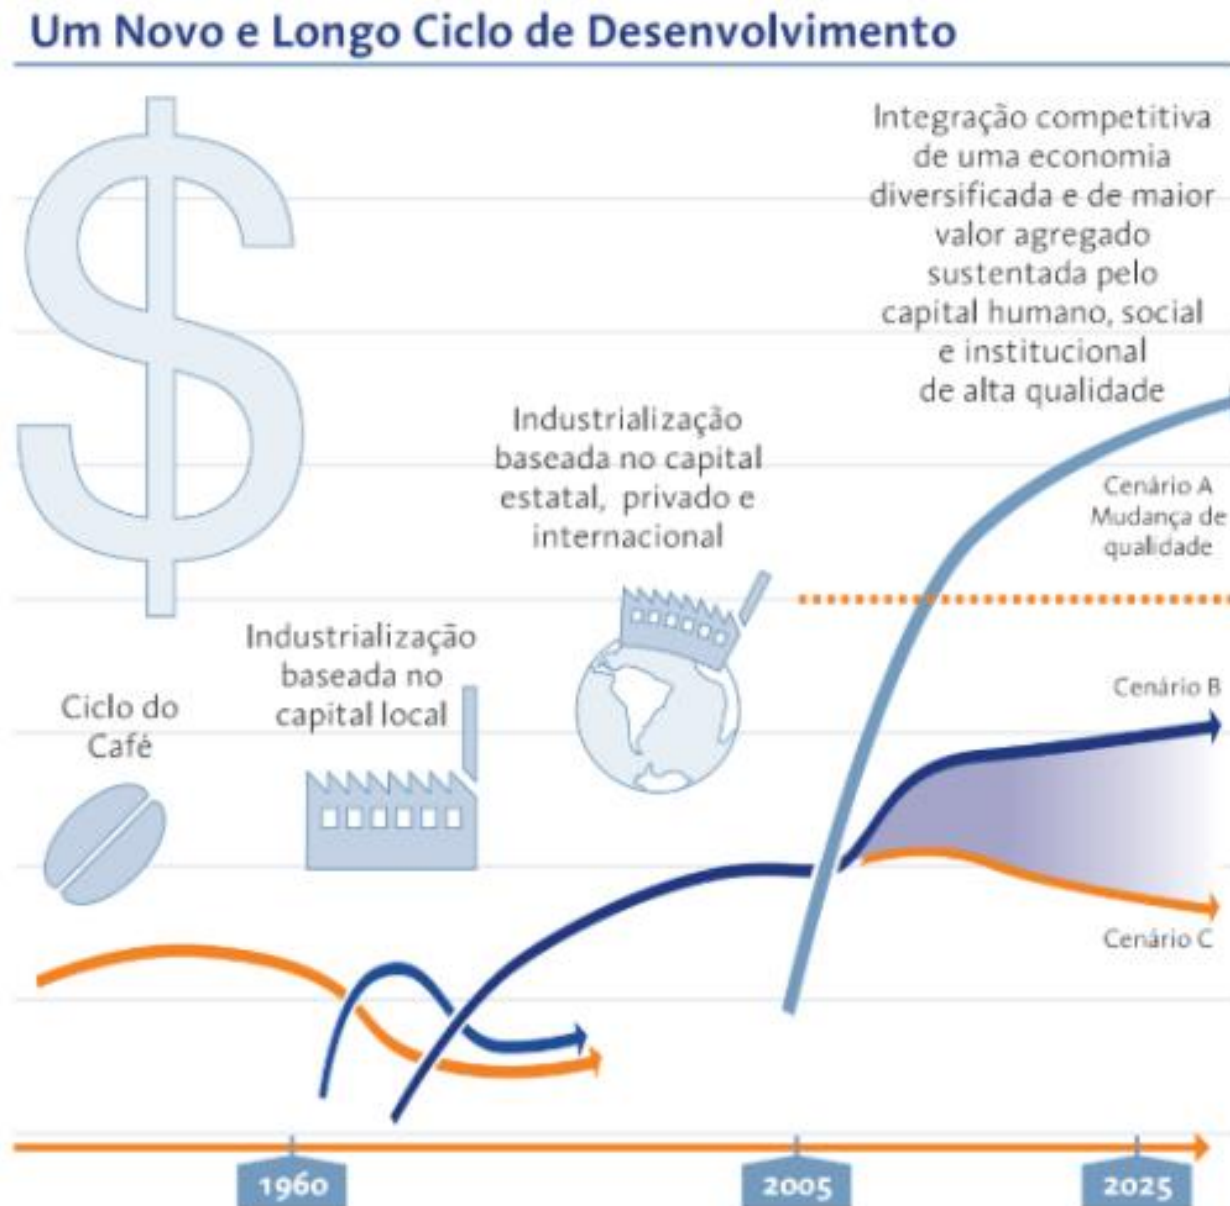 Um Novo e Longo Ciclo de Desenvolvimento
Integração competitiva
de uma economia
diversificada e de maior
valor agregado
sustentada pelo
capital humano, social
e institucional
de alta qualidade
Industrialização
baseada no capital
estatal, privado e
internacional
Cenário A
Mudança de
qualidade
Industrialização
baseada no
capital local
Ciclo do
Café
Cenário B
Cenário C
1960
2005
2025